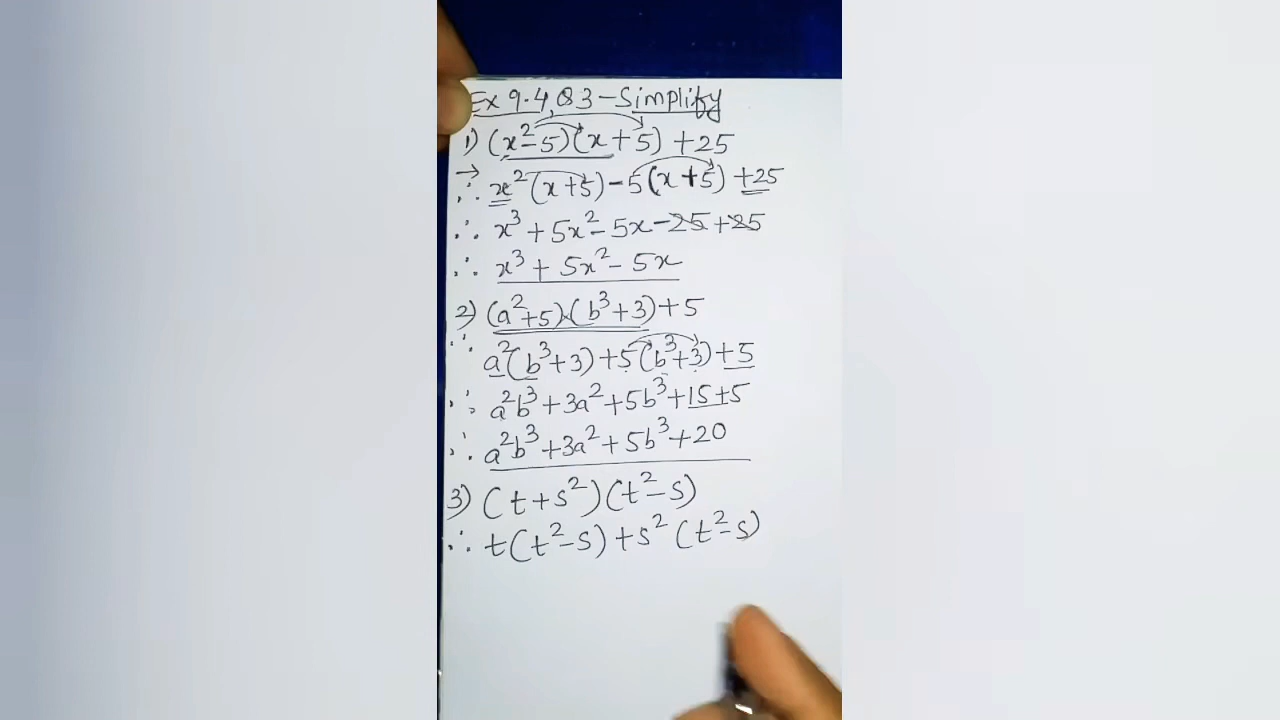 Ex 9.4, Q3 - Simplify
1) (x²-5)(x+5) +25
→
∴ x²(x+5)-5(x+5) +25
∴ x³+5x²-5x-25+25
∴ x³+5x²-5x
2) (a²+5)×(b³+3)+5
∴ a²(b³+3)+5(b³+3)+5
∴ a²b³+3a²+5b³+15+5
∴ a²b³+3a²+5b³+20
3) (t+s²)(t²-s)
∴ t(t²-s)+s²(t²-s)